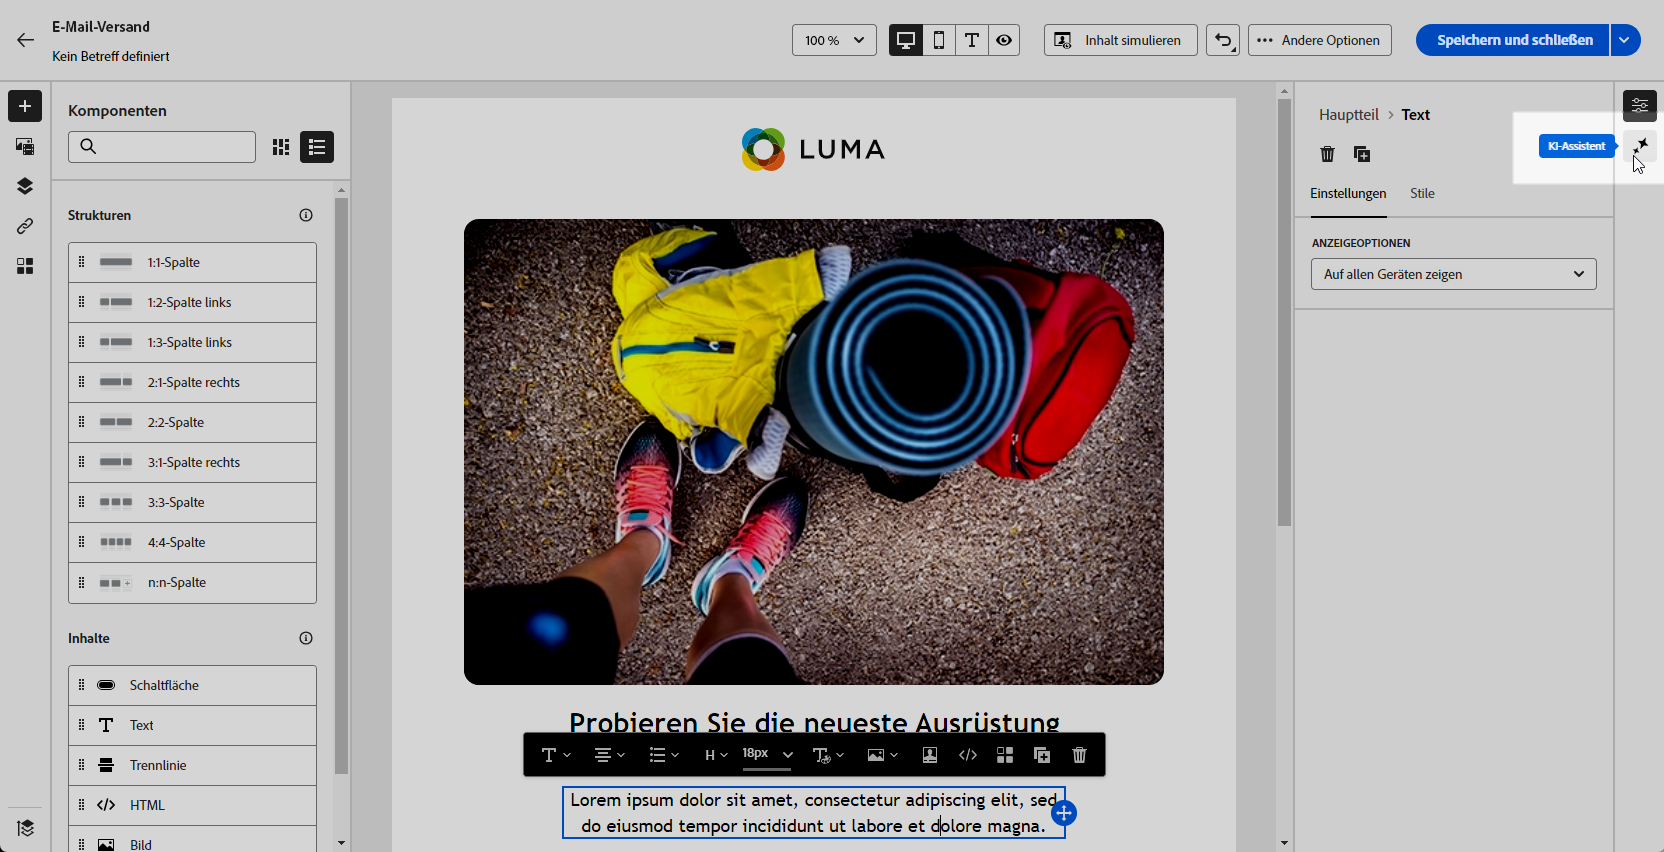 E-Mail-Versand
Kein Betreff definiert
100 %
Inhalt simulieren
Andere Optionen
Speichern und schließen
Komponenten
Strukturen
1:1-Spalte
1:2-Spalte links
1:3-Spalte links
2:1-Spalte rechts
2:2-Spalte
3:1-Spalte rechts
3:3-Spalte
4:4-Spalte
n:n-Spalte
Inhalte
Schaltfläche
Text
Trennlinie
HTML
Bild
LUMA
Probieren Sie die neueste Ausrüstung
H
18px
Lorem ipsum dolor sit amet, consectetur adipiscing elit, sed
do eiusmod tempor incididunt ut labore et dolore magna.
Hauptteil > Text
KI-Assistent
Einstellungen
Stile
ANZEIGEOPTIONEN
Auf allen Geräten zeigen